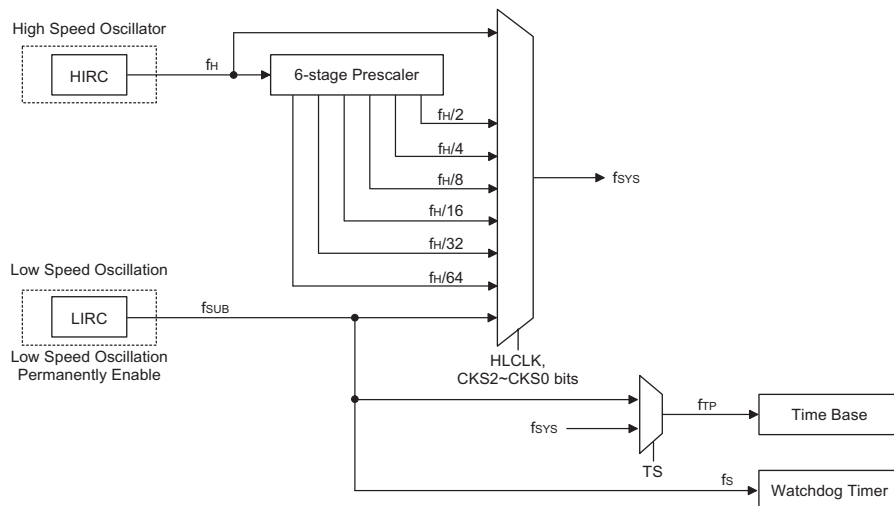 High Speed Oscillator
HIRC
fH
6-stage Prescaler
fH/2
fH/4
fH/8
fH/16
fH/32
fH/64
fSYS
Low Speed Oscillation
LIRC
fSUB
Low Speed Oscillation
Permanently Enable
HLCLK,
CKS2~CKS0 bits
fSYS
TS
fTP
Time Base
fS
Watchdog Timer